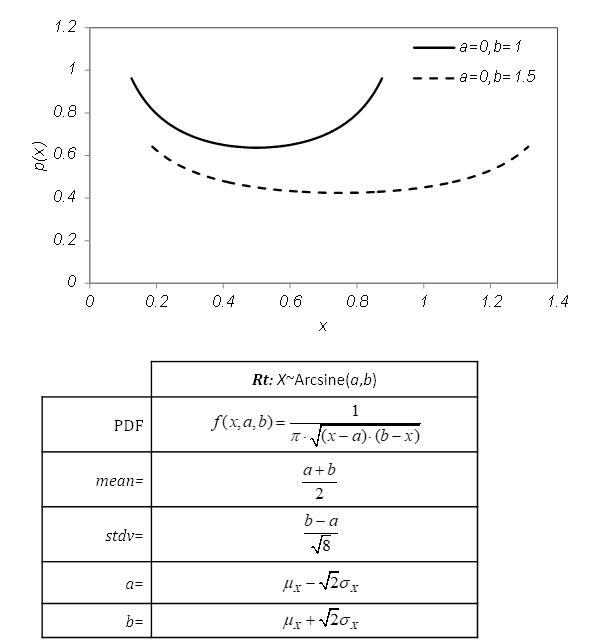 1.2
1
0.8
0.6
0.4
0.2
0
p(x)
a=0,b=1
a=0,b=1.5
0 0.2 0.4 0.6 0.8 1 1.2 1.4
x
Rt: X~Arcsine(a,b)
PDF f(x,a,b)= 1/(π·√((x−a)·(b−x)))
mean= (a+b)/2
stdv= (b−a)/√8
a= μx−√2σx
b= μx+√2σx